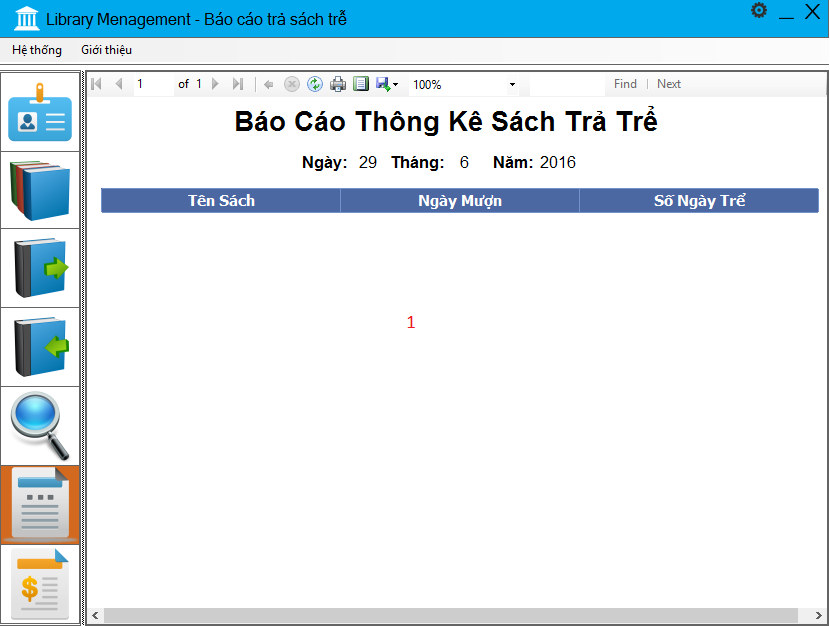 Library Menagement - Báo cáo trả sách trễ
Hệ thống Giới thiệu
1 of 1 100% Find Next
Báo Cáo Thông Kê Sách Trả Trể
Ngày: 29 Tháng: 6 Năm: 2016
Tên Sách Ngày Mượn Số Ngày Trể
1